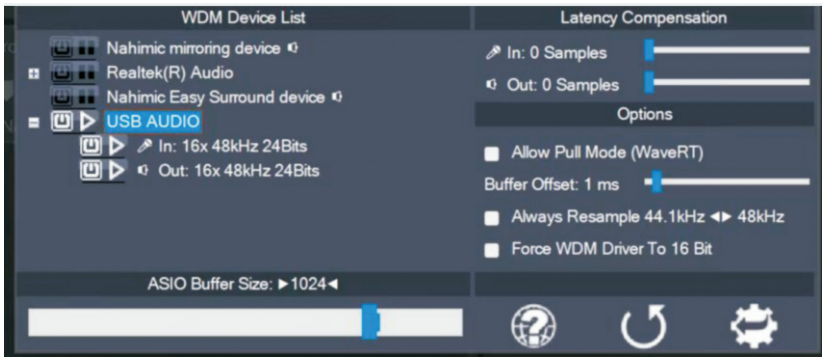 WDM Device List
Nahimic mirroring device
Realtek(R) Audio
Nahimic Easy Surround device
USB AUDIO
In: 16x 48kHz 24Bits
Out: 16x 48kHz 24Bits
ASIO Buffer Size: ►1024◄
Latency Compensation
In: 0 Samples
Out: 0 Samples
Options
Allow Pull Mode (WaveRT)
Buffer Offset: 1 ms
Always Resample 44.1kHz ◄► 48kHz
Force WDM Driver To 16 Bit